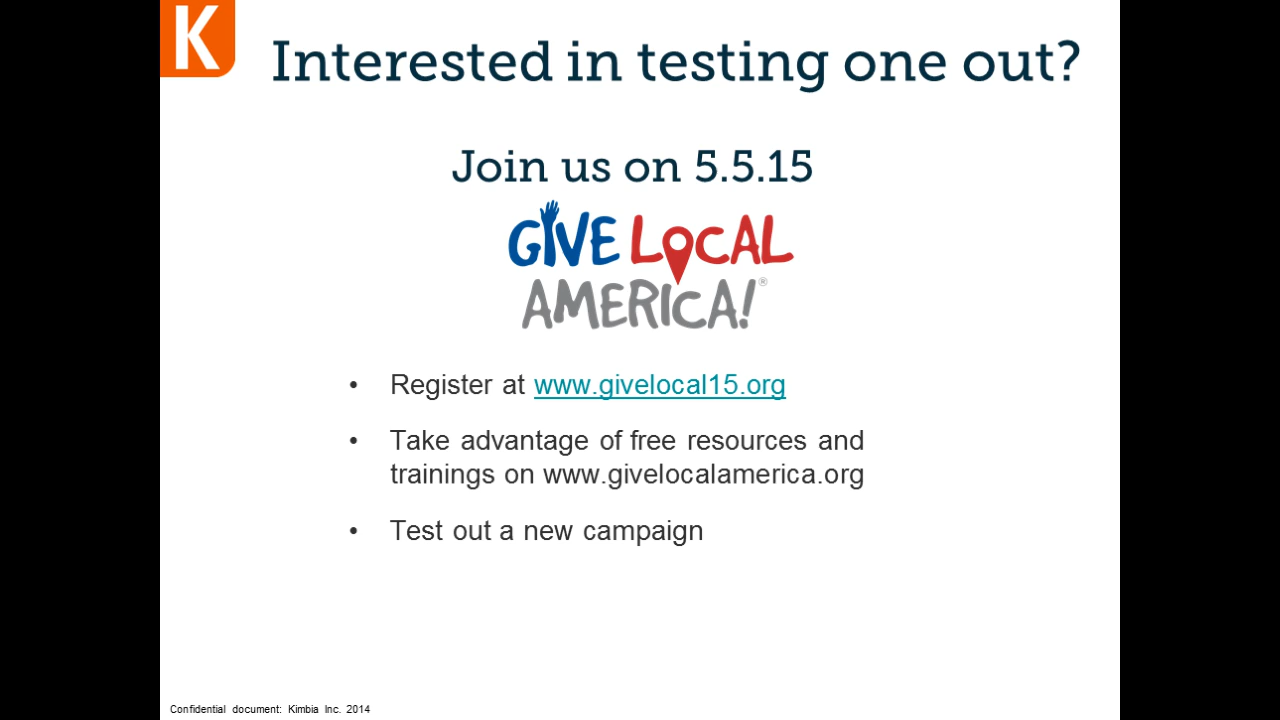 K
Interested in testing one out?
Join us on 5.5.15
GIVE LOCAL
AMERICA!®
• Register at www.givelocal15.org
• Take advantage of free resources and
trainings on www.givelocalamerica.org
• Test out a new campaign
Confidential document: Kimbia Inc. 2014